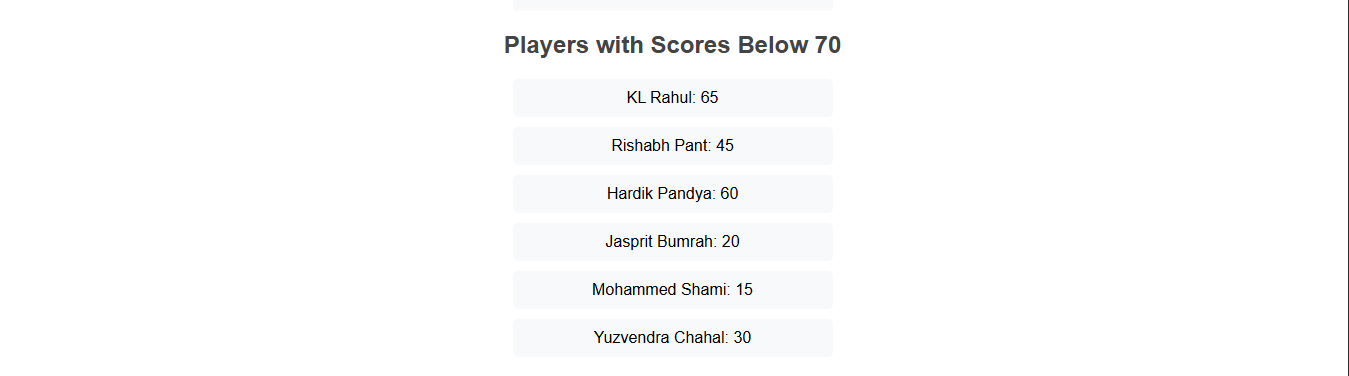 Players with Scores Below 70
KL Rahul: 65
Rishabh Pant: 45
Hardik Pandya: 60
Jasprit Bumrah: 20
Mohammed Shami: 15
Yuzvendra Chahal: 30